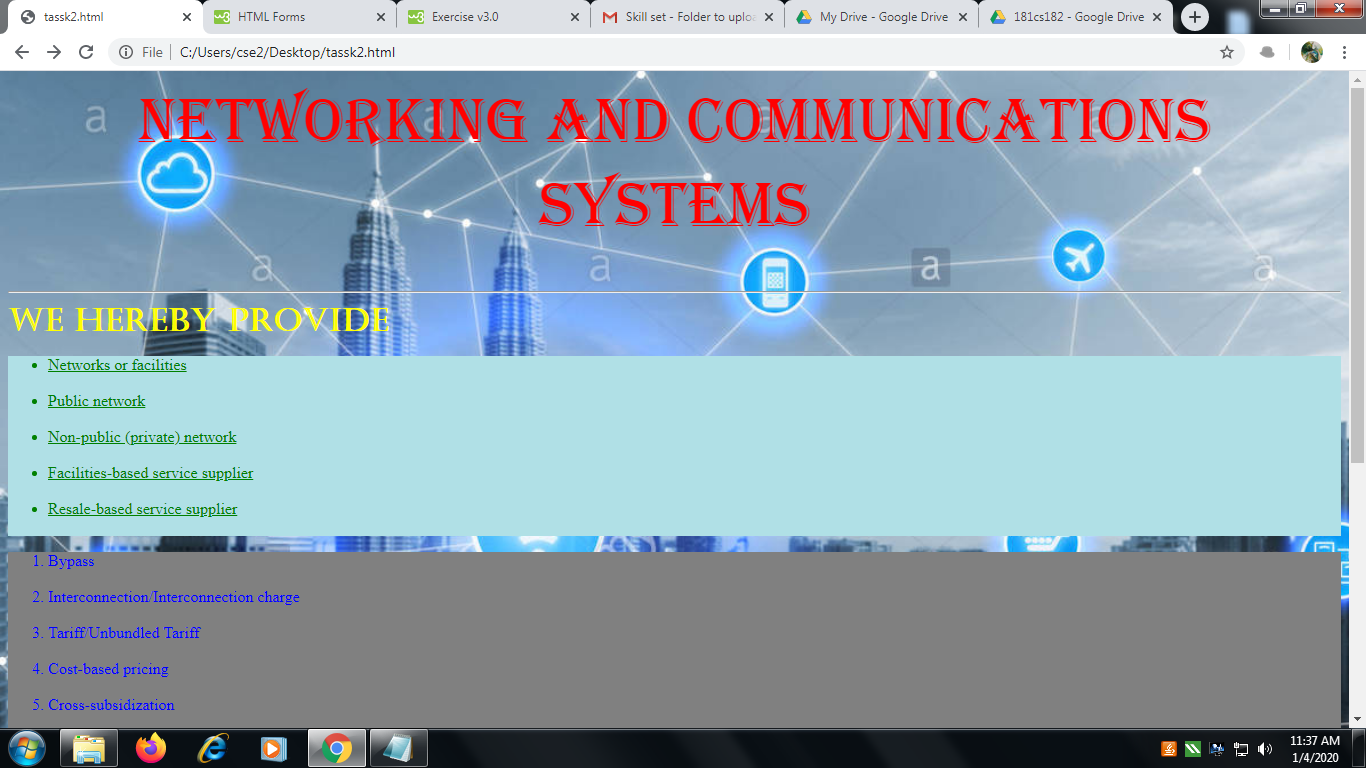 tassk2.html
HTML Forms
Exercise v3.0
Skill set - Folder to uploa
My Drive - Google Drive
181cs182 - Google Drive
File
C:/Users/cse2/Desktop/tassk2.html
a a a a
NETWORKING AND COMMUNICATIONS
SYSTEMS
a a a a
WE HEREBY PROVIDE
• Networks or facilities
• Public network
• Non-public (private) network
• Facilities-based service supplier
• Resale-based service supplier
1. Bypass
2. Interconnection/Interconnection charge
3. Tariff/Unbundled Tariff
4. Cost-based pricing
5. Cross-subsidization
11:37 AM
1/4/2020